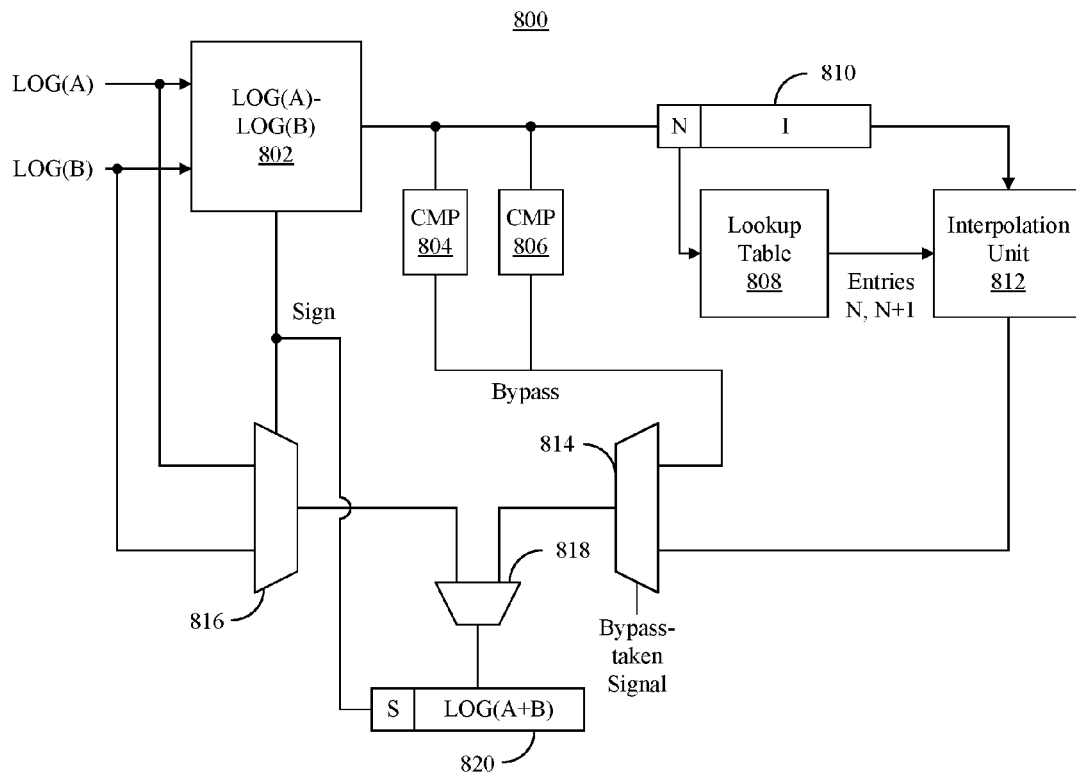 800
LOG(A)
LOG(B)
LOG(A)-
LOG(B)
802
810
N
I
CMP
804
CMP
806
Lookup
Table
808
Entries
N, N+1
Interpolation
Unit
812
Sign
Bypass
814
816
818
Bypass-
taken
Signal
S
LOG(A+B)
820